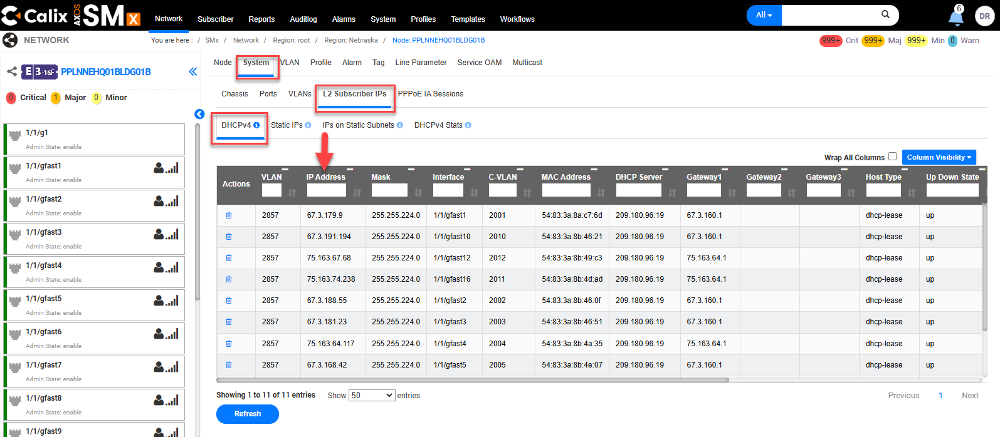 Calix AXOS SMx
Network Subscriber Reports Auditlog Alarms System Profiles Templates Workflows
All 6 DR
NETWORK
You are here : / SMx / Network / Region: root / Region: Nebraska / Node: PPLNNEHQ01BLDG01B
999+ Crit 999+ Maj 999+ Min 0 Warn
E3-16F PPLNNEHQ01BLDG01B
0 Critical 1 Major 0 Minor
1/1/g1
Admin State: enable
1/1/gfast1
Admin State: enable
1/1/gfast2
Admin State: enable
1/1/gfast3
Admin State: enable
1/1/gfast4
Admin State: enable
1/1/gfast5
Admin State: enable
1/1/gfast6
Admin State: enable
1/1/gfast7
Admin State: enable
1/1/gfast8
Admin State: enable
1/1/gfast9
Node System VLAN Profile Alarm Tag Line Parameter Service OAM Multicast
Chassis Ports VLANs L2 Subscriber IPs PPPoE IA Sessions
DHCPv4 Static IPs IPs on Static Subnets DHCPv4 Stats
Wrap All Columns Column Visibility
Actions VLAN IP Address Mask Interface C-VLAN MAC Address DHCP Server Gateway1 Gateway2 Gateway3 Host Type Up Down State
2857 67.3.179.9 255.255.224.0 1/1/gfast1 2001 54:83:3a:8a:c7:6d 209.180.96.19 67.3.160.1 dhcp-lease up
2857 67.3.191.194 255.255.224.0 1/1/gfast10 2010 54:83:3a:8b:46:21 209.180.96.19 67.3.160.1 dhcp-lease up
2857 75.163.67.68 255.255.224.0 1/1/gfast12 2012 54:83:3a:8b:49:c3 209.180.96.19 75.163.64.1 dhcp-lease up
2857 75.163.74.238 255.255.224.0 1/1/gfast16 2011 54:83:3a:8b:4d:ad 209.180.96.19 75.163.64.1 dhcp-lease up
2857 67.3.188.55 255.255.224.0 1/1/gfast2 2002 54:83:3a:8b:46:0f 209.180.96.19 67.3.160.1 dhcp-lease up
2857 67.3.181.23 255.255.224.0 1/1/gfast3 2003 54:83:3a:8b:46:51 209.180.96.19 67.3.160.1 dhcp-lease up
2857 75.163.64.117 255.255.224.0 1/1/gfast4 2004 54:83:3a:8b:4a:35 209.180.96.19 75.163.64.1 dhcp-lease up
2857 67.3.168.42 255.255.224.0 1/1/gfast5 2005 54:83:3a:8b:4e:07 209.180.96.19 67.3.160.1 dhcp-lease up
Showing 1 to 11 of 11 entries Show 50 entries Previous 1 Next
Refresh